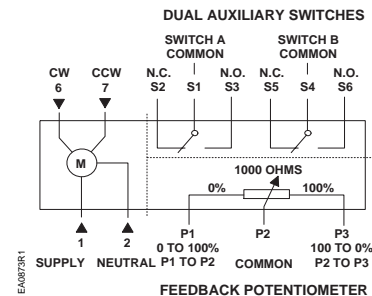 DUAL AUXILIARY SWITCHES
SWITCH A SWITCH B
COMMON COMMON
CW CCW N.C. N.O. N.C. N.O.
6 7 S2 S1 S3 S5 S4 S6
M
1000 OHMS
0% 100%
1 2 P1 P2 P3
0 TO 100% 100 TO 0%
SUPPLY NEUTRAL P1 TO P2 COMMON P2 TO P3
FEEDBACK POTENTIOMETER
EA0873R1